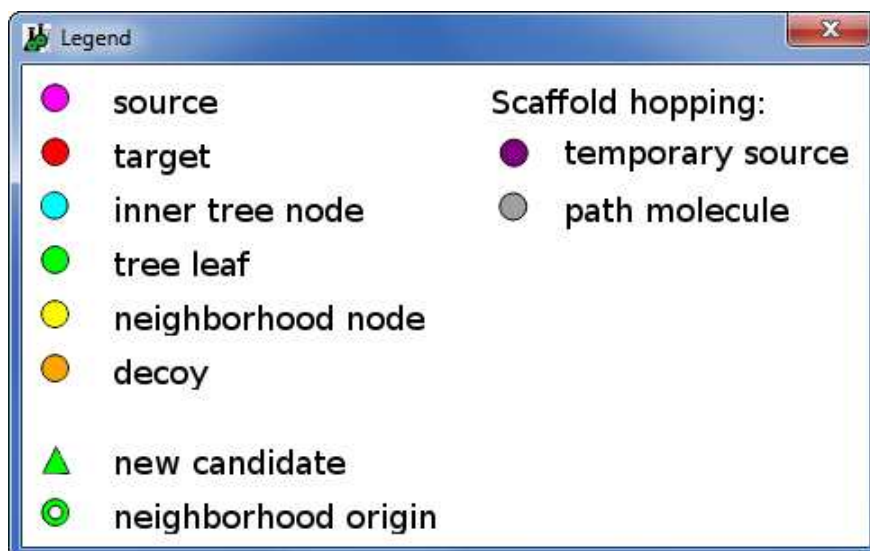 Legend
source
target
inner tree node
tree leaf
neighborhood node
decoy
new candidate
neighborhood origin
Scaffold hopping:
temporary source
path molecule